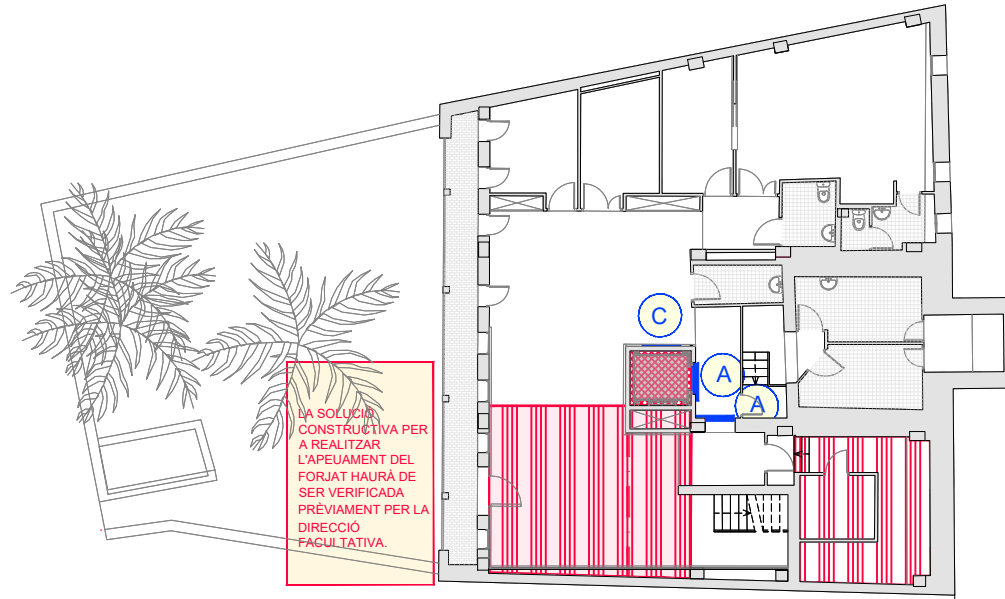 C
A
A
LA SOLUCIÓ
CONSTRUCTIVA PER
A REALITZAR
L'APEUAMENT DEL
FORJAT HAURÀ DE
SER VERIFICADA
PRÈVIAMENT PER LA
DIRECCIÓ
FACULTATIVA.